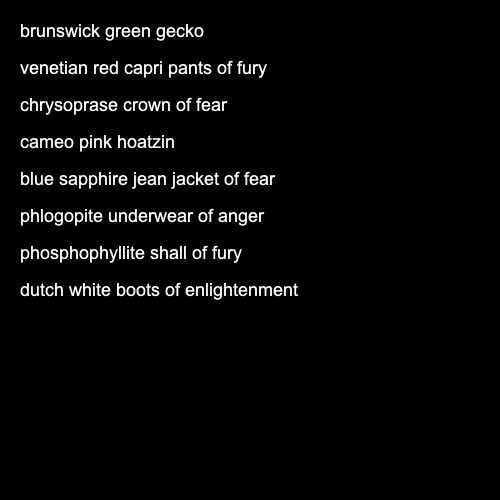 brunswick green gecko
venetian red capri pants of fury
chrysoprase crown of fear
cameo pink hoatzin
blue sapphire jean jacket of fear
phlogopite underwear of anger
phosphophyllite shall of fury
dutch white boots of enlightenment